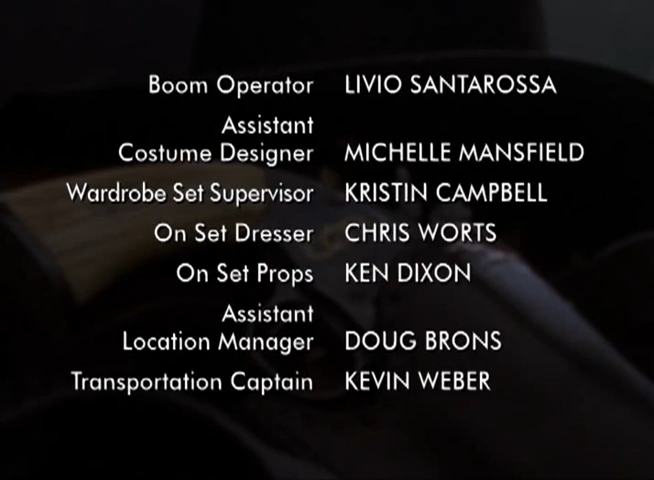 Boom Operator LIVIO SANTAROSSA
Assistant
Costume Designer MICHELLE MANSFIELD
Wardrobe Set Supervisor KRISTIN CAMPBELL
On Set Dresser CHRIS WORTS
On Set Props KEN DIXON
Assistant
Location Manager DOUG BRONS
Transportation Captain KEVIN WEBER